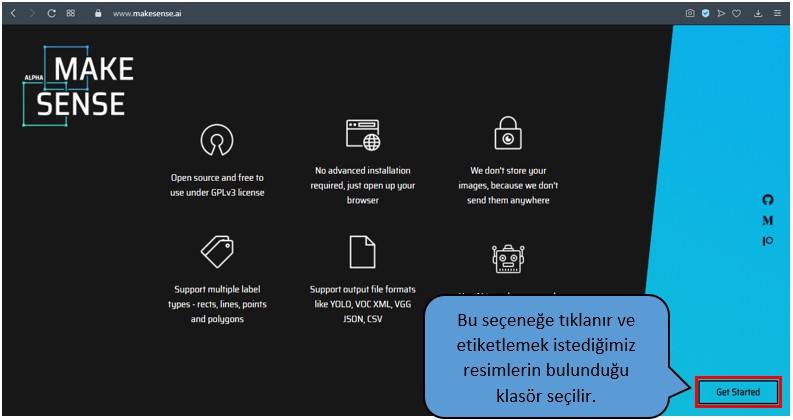 www.makesense.ai
ALPHA
MAKE
SENSE
Open source and free
to use under GPLv3 license
No advanced installation
required, just open up your
browser
We don't store your
images, because we don't
send them anywhere
Support multiple label
types - rects, lines, points
and polygons
Support output file formats
like YOLO, VOC XML, VGG
JSON, CSV
Bu seçeneğe tıklanır ve
etiketlemek istediğimiz
resimlerin bulunduğu
klasör seçilir.
Get Started